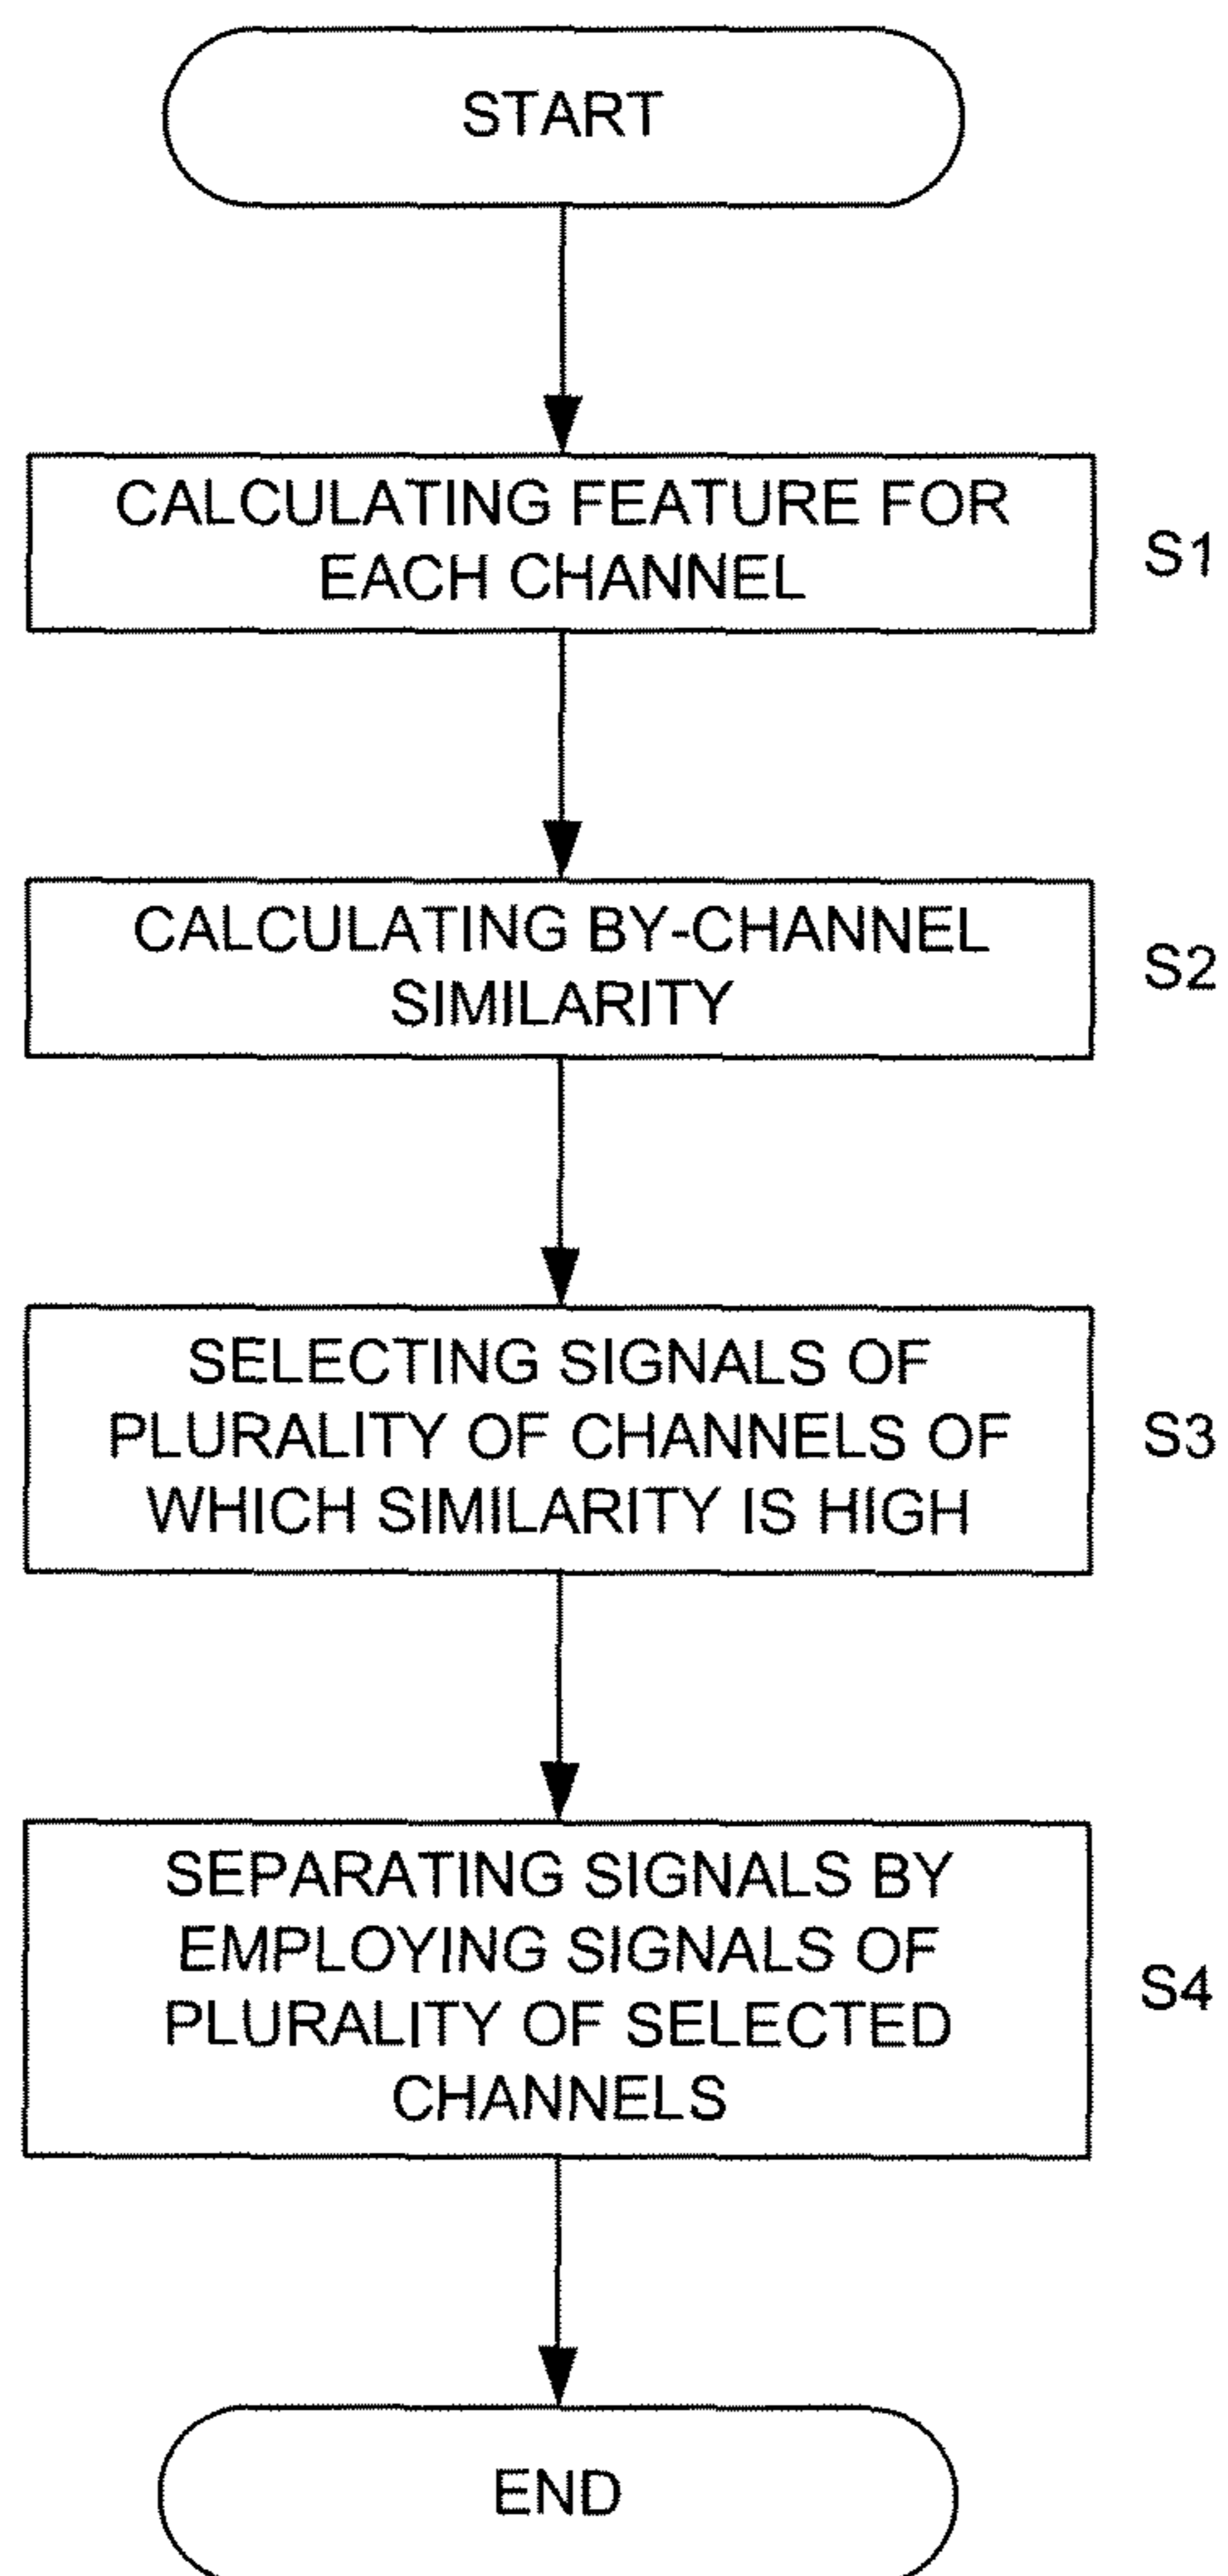 START
CALCULATING FEATURE FOR
EACH CHANNEL
S1
CALCULATING BY-CHANNEL
SIMILARITY
S2
SELECTING SIGNALS OF
PLURALITY OF CHANNELS OF
WHICH SIMILARITY IS HIGH
S3
SEPARATING SIGNALS BY
EMPLOYING SIGNALS OF
PLURALITY OF SELECTED
CHANNELS
S4
END